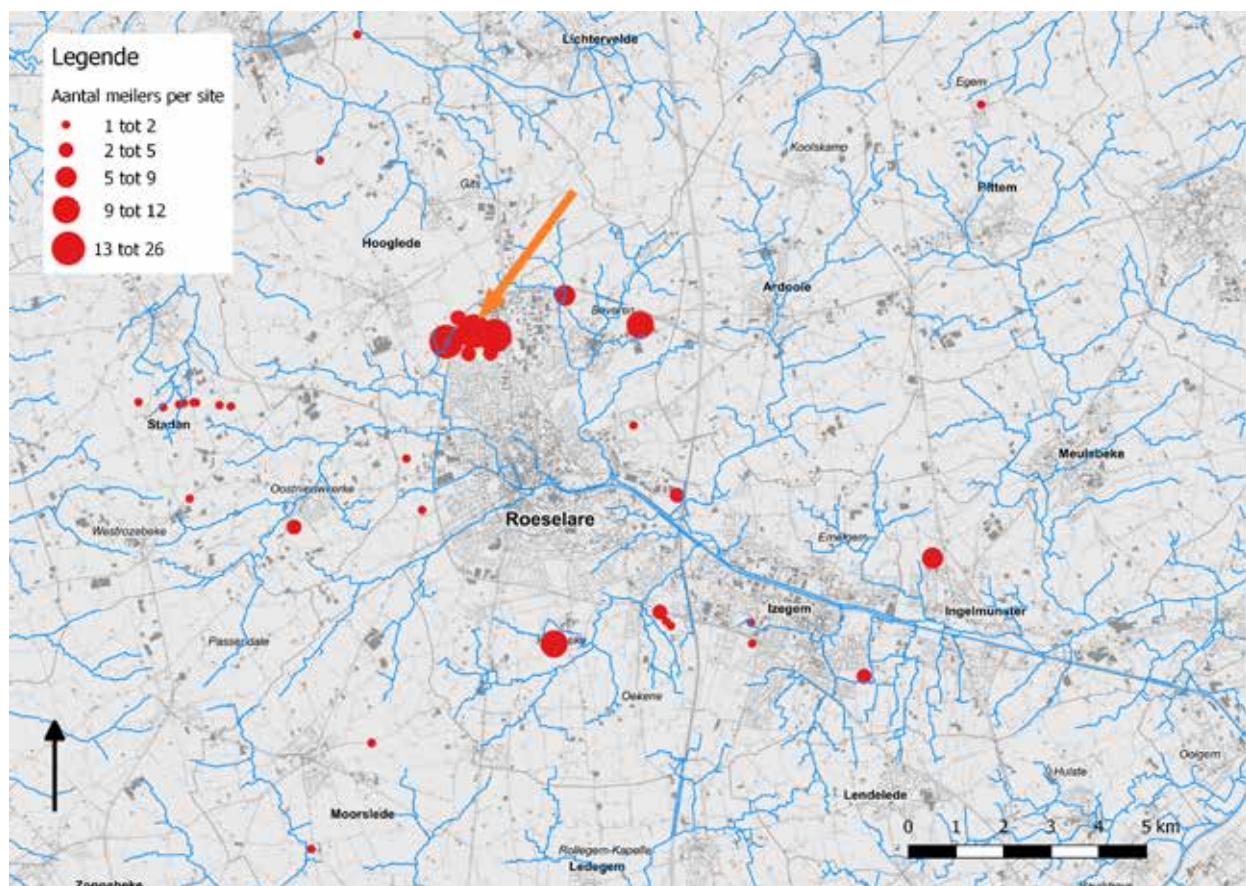 Legende
Aantal meilers per site
1 tot 2
2 tot 5
5 tot 9
9 tot 12
13 tot 26
Lichtervelde
Egem
Koolskamp
Pittem
Gits
Hooglede
Ardooie
Beveren
Staden
Meulebeke
Oostnieuwkerke
Westrozebeke
Roeselare
Emelgem
Izegem
Ingelmunster
Passendale
Oekene
Ooigem
Hulste
Lendelede
Moorslede
0 1 2 3 4 5 km
Rollegem-Kapelle
Ledegem
Zonnebeke